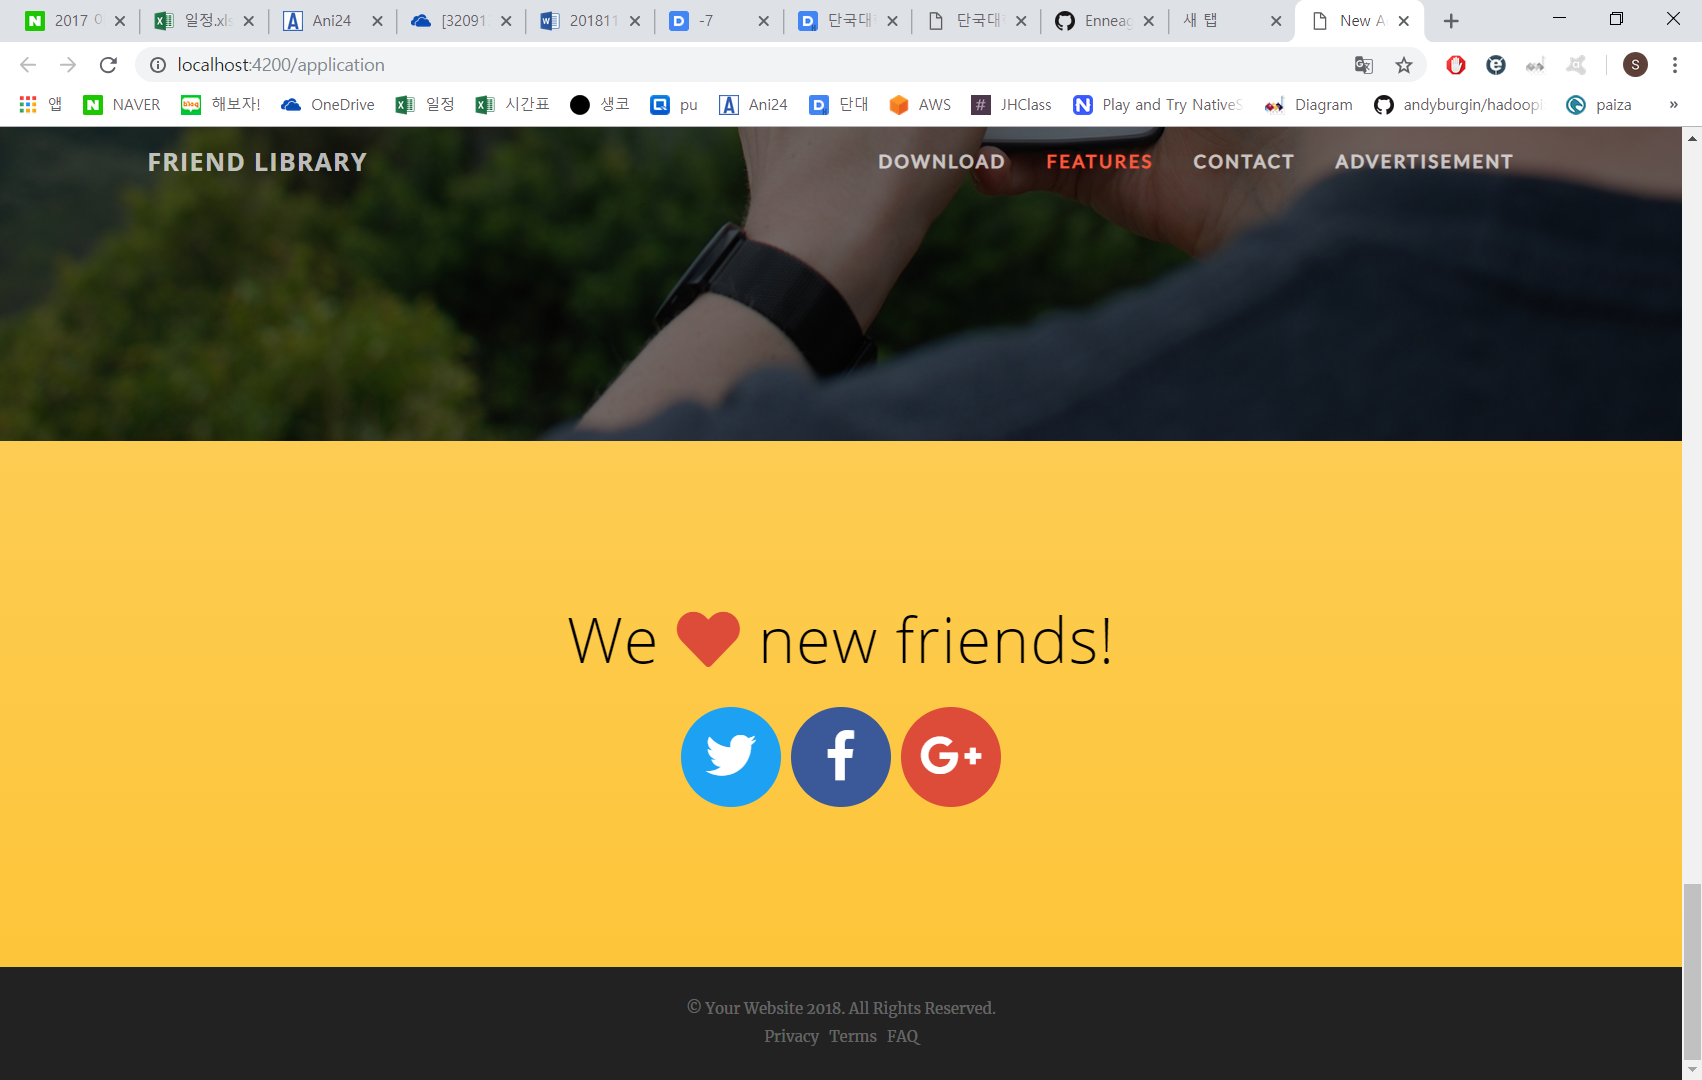 2017
일정.xls
Ani24
[32091
201811
-7
단국대
단국대
Ennea
새 탭
New A
localhost:4200/application
S
앱
NAVER
해보자!
OneDrive
일정
시간표
생코
pu
Ani24
단대
AWS
JHClass
Play and Try NativeS
Diagram
andyburgin/hadoopi
paiza
»
FRIEND LIBRARY
DOWNLOAD
FEATURES
CONTACT
ADVERTISEMENT
We new friends!
© Your Website 2018. All Rights Reserved.
Privacy Terms FAQ